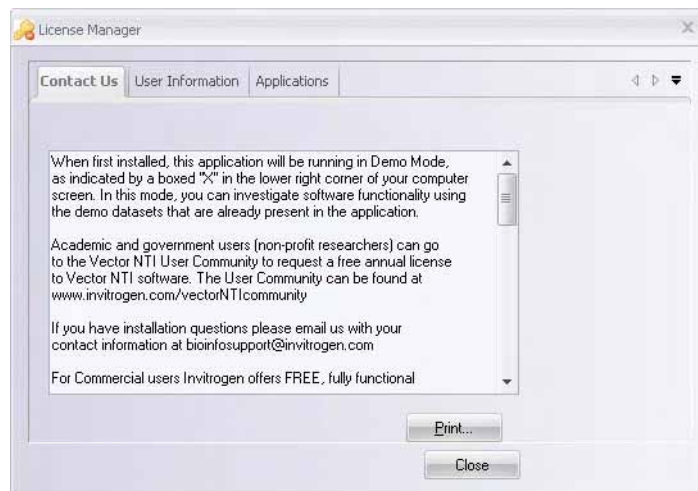 License Manager
Contact Us User Information Applications
When first installed, this application will be running in Demo Mode,
as indicated by a boxed "X" in the lower right corner of your computer
screen. In this mode, you can investigate software functionality using
the demo datasets that are already present in the application.
Academic and government users (non-profit researchers) can go
to the Vector NTI User Community to request a free annual license
to Vector NTI software. The User Community can be found at
www.invitrogen.com/vectorNTIcommunity
If you have installation questions please email us with your
contact information at bioinfosupport@invitrogen.com
For Commercial users Invitrogen offers FREE, fully functional
Print...
Close